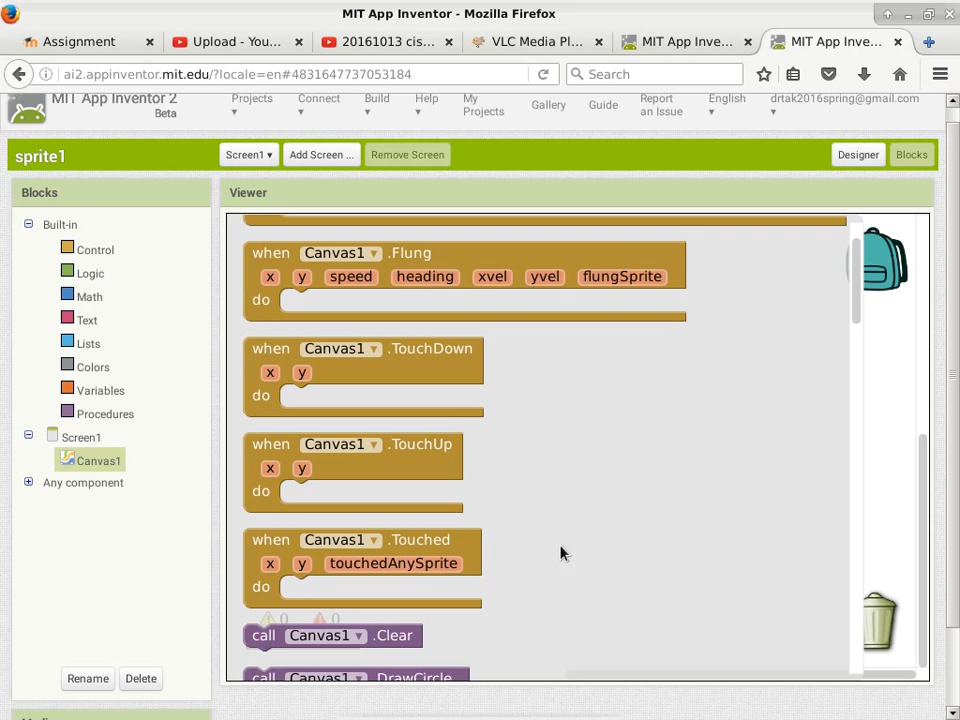 MIT App Inventor - Mozilla Firefox
Assignment
Upload - You...
20161013 cis...
VLC Media Pl...
MIT App Inve...
MIT App Inve...
ai2.appinventor.mit.edu/?locale=en#4831647737053184
Search
MIT App Inventor 2
Beta
Projects
Connect
Build
Help
My Projects
Gallery
Guide
Report an Issue
English
drtak2016spring@gmail.com
sprite1
Screen1
Add Screen ...
Remove Screen
Designer
Blocks
Blocks
Viewer
Built-in
Control
Logic
Math
Text
Lists
Colors
Variables
Procedures
Screen1
Canvas1
Any component
Rename
Delete
when Canvas1 .Flung
x y speed heading xvel yvel flungSprite
do
when Canvas1 .TouchDown
x y
do
when Canvas1 .TouchUp
x y
do
when Canvas1 .Touched
x y touchedAnySprite
do
0 0
call Canvas1 .Clear
call Canvas1 .DrawCircle